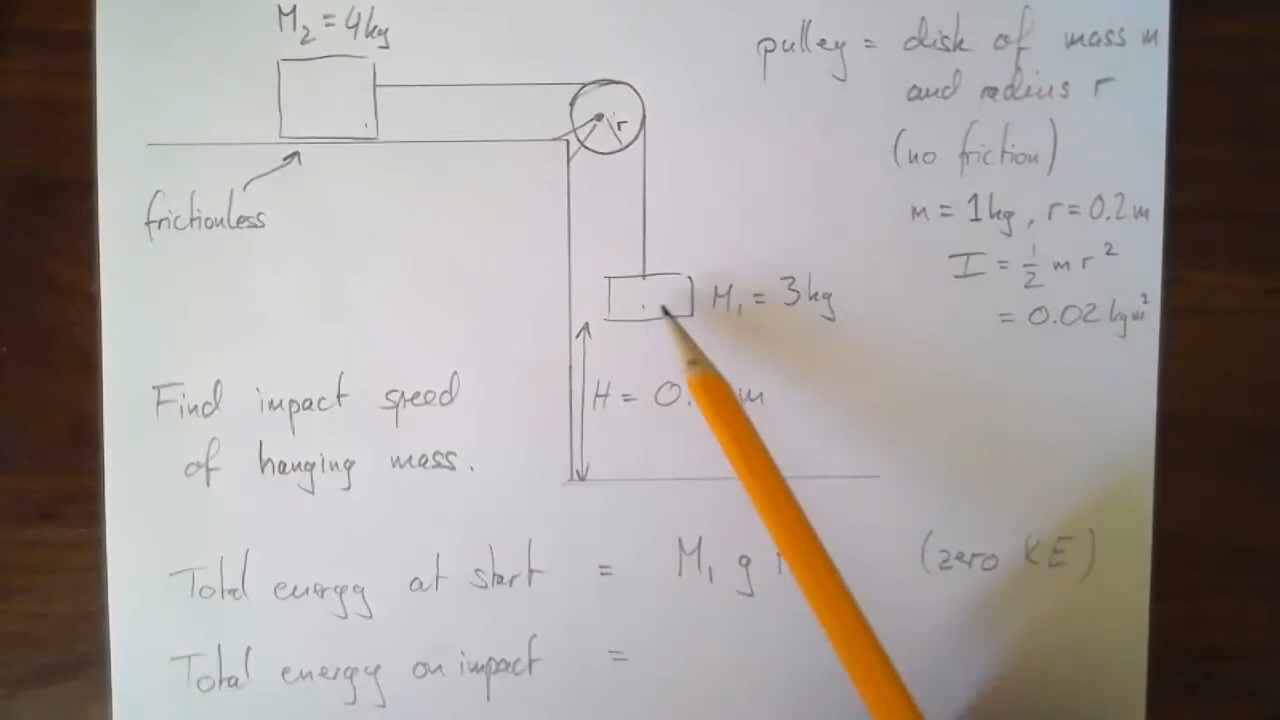 M₂ = 4kg
pulley = disk of mass m
and radius r
(no friction)
m = 1kg, r = 0.2m
I = 1/2 m r²
= 0.02 kgm²
r
frictionless
M₁ = 3kg
H = 0. m
Find impact speed
of hanging mass.
Total energy at start = M₁ g (zero KE)
Total energy on impact =